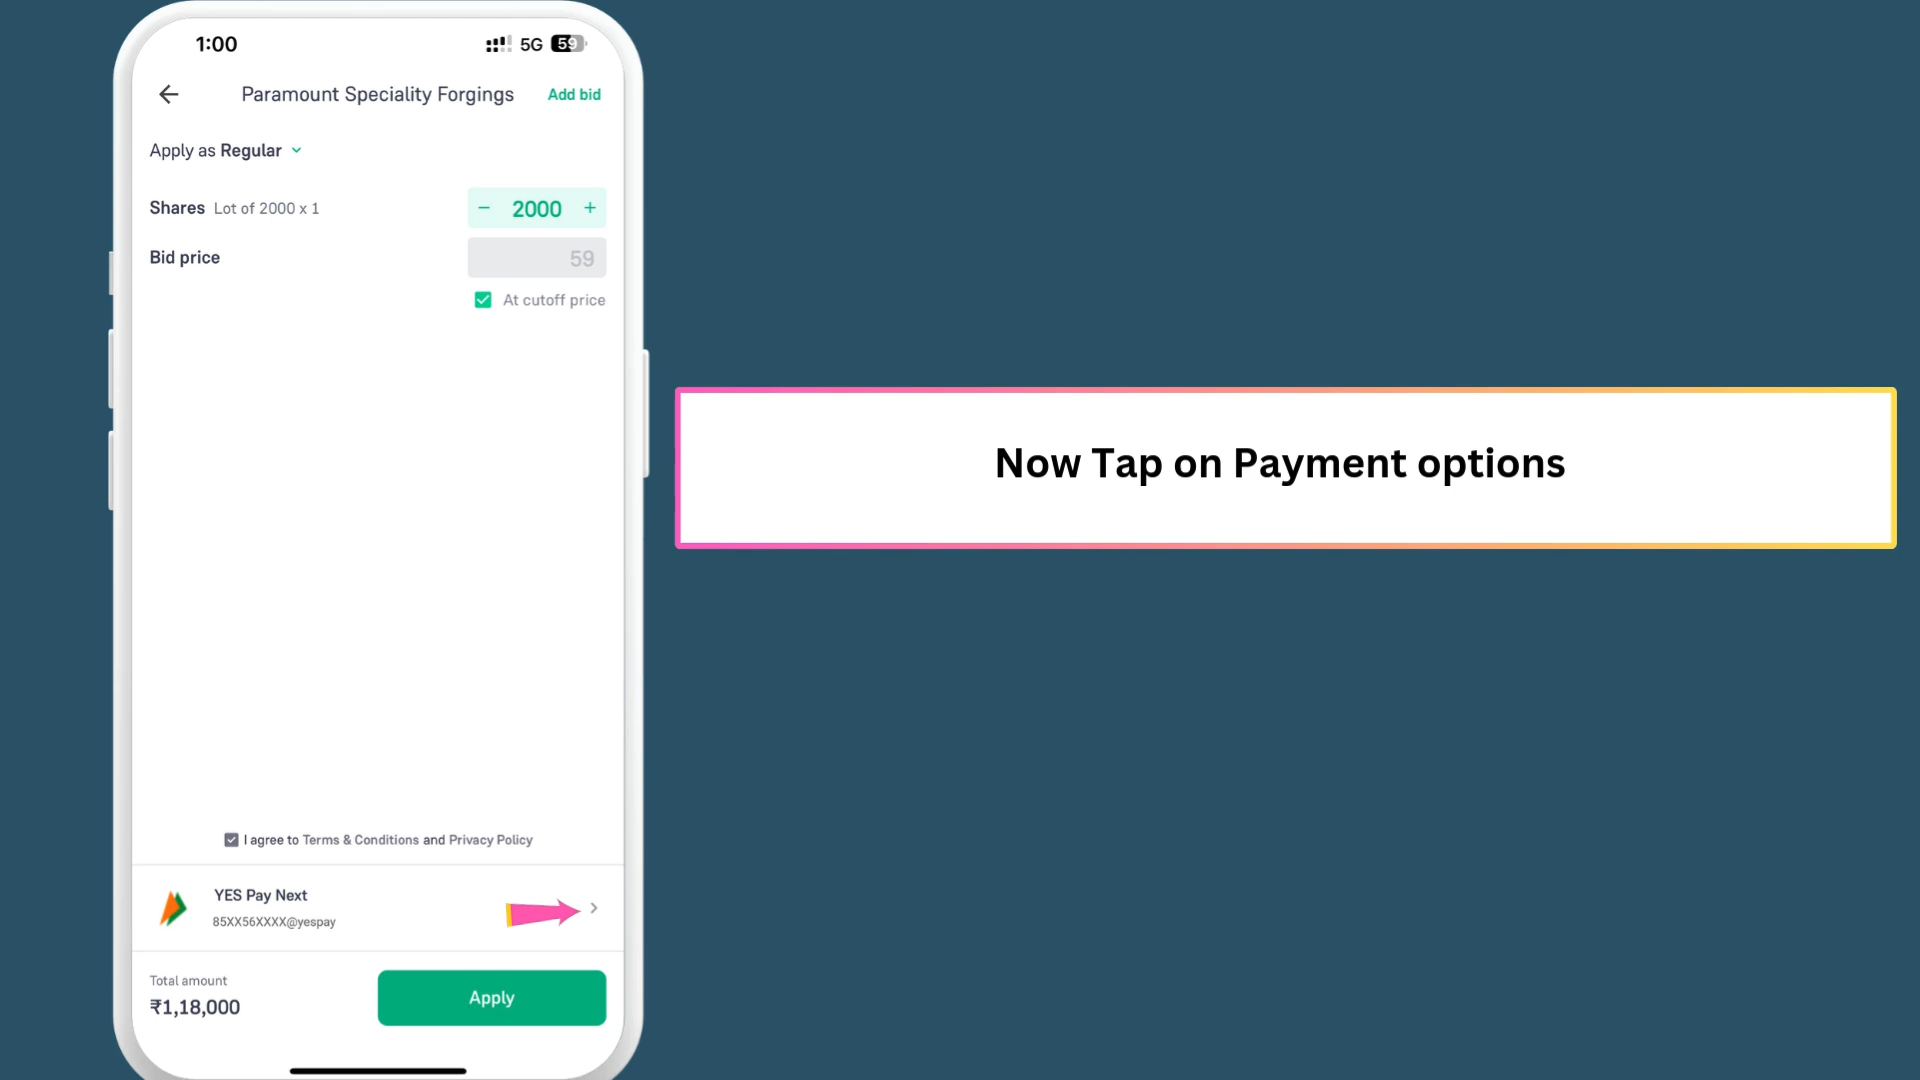 1:00 5G 59
Paramount Speciality Forgings Add bid
Apply as Regular
Shares Lot of 2000 x 1 − 2000 +
Bid price 59
At cutoff price
Now Tap on Payment options
I agree to Terms & Conditions and Privacy Policy
YES Pay Next
85XX56XXXX@yespay
Total amount
₹1,18,000
Apply